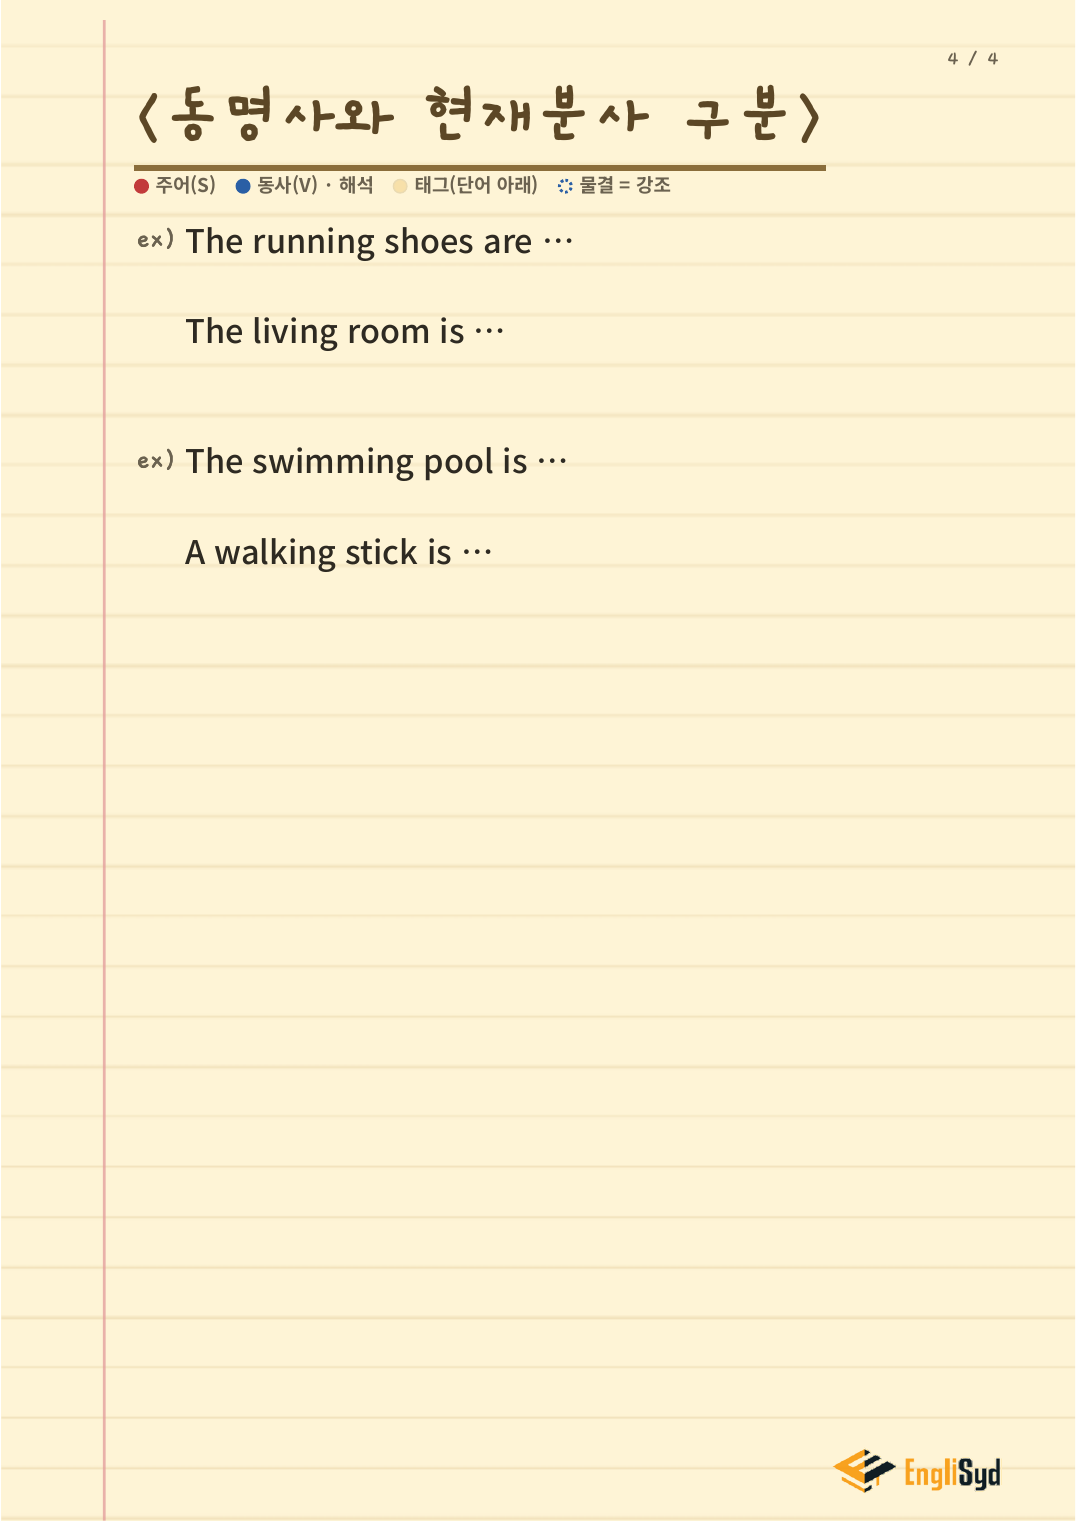 4 / 4
<동명사와 현재분사 구분>
주어(S) 동사(V) · 해석 태그(단어 아래) 물결 = 강조
ex) The running shoes are ···
The living room is ···
ex) The swimming pool is ···
A walking stick is ···
EngliSyd